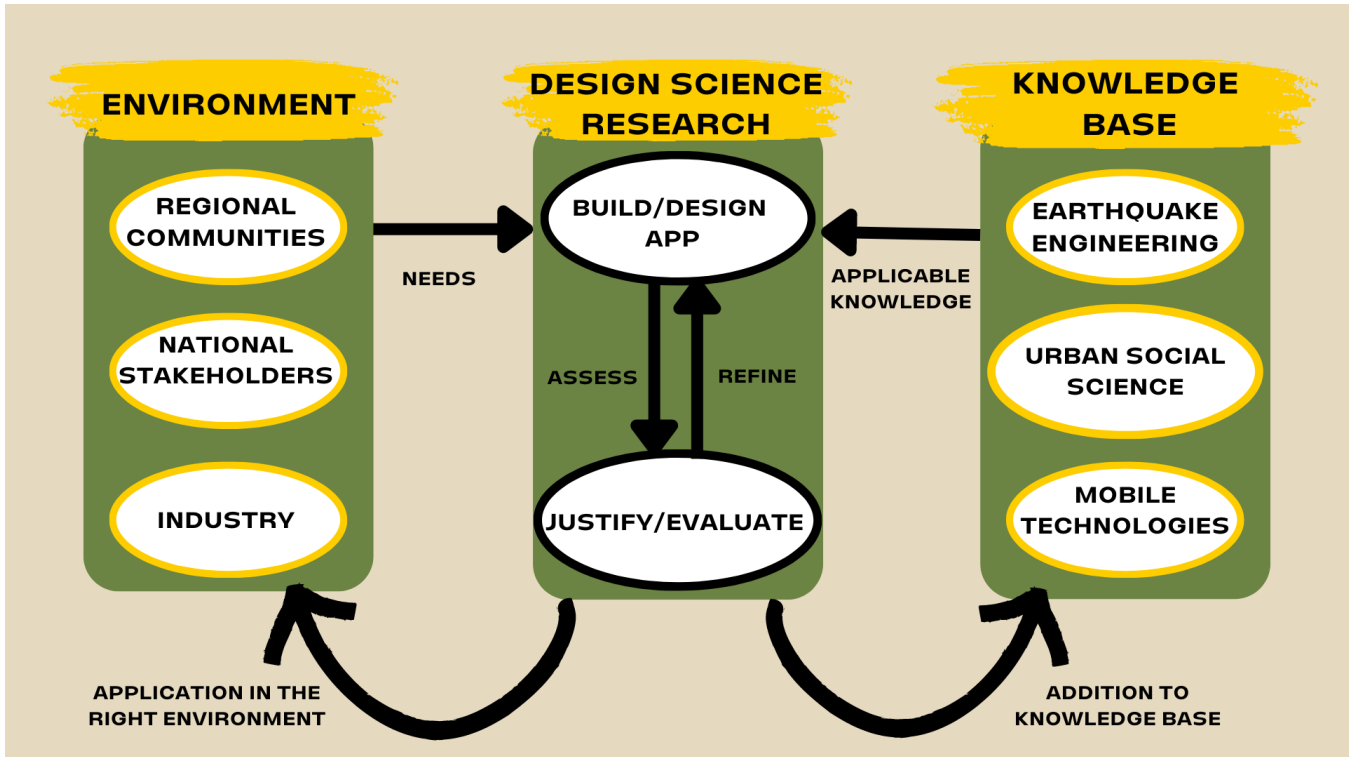 ENVIRONMENT
REGIONAL
COMMUNITIES
NATIONAL
STAKEHOLDERS
INDUSTRY
NEEDS
DESIGN SCIENCE
RESEARCH
BUILD/DESIGN
APP
ASSESS
REFINE
JUSTIFY/EVALUATE
APPLICABLE
KNOWLEDGE
KNOWLEDGE
BASE
EARTHQUAKE
ENGINEERING
URBAN SOCIAL
SCIENCE
MOBILE
TECHNOLOGIES
APPLICATION IN THE
RIGHT ENVIRONMENT
ADDITION TO
KNOWLEDGE BASE